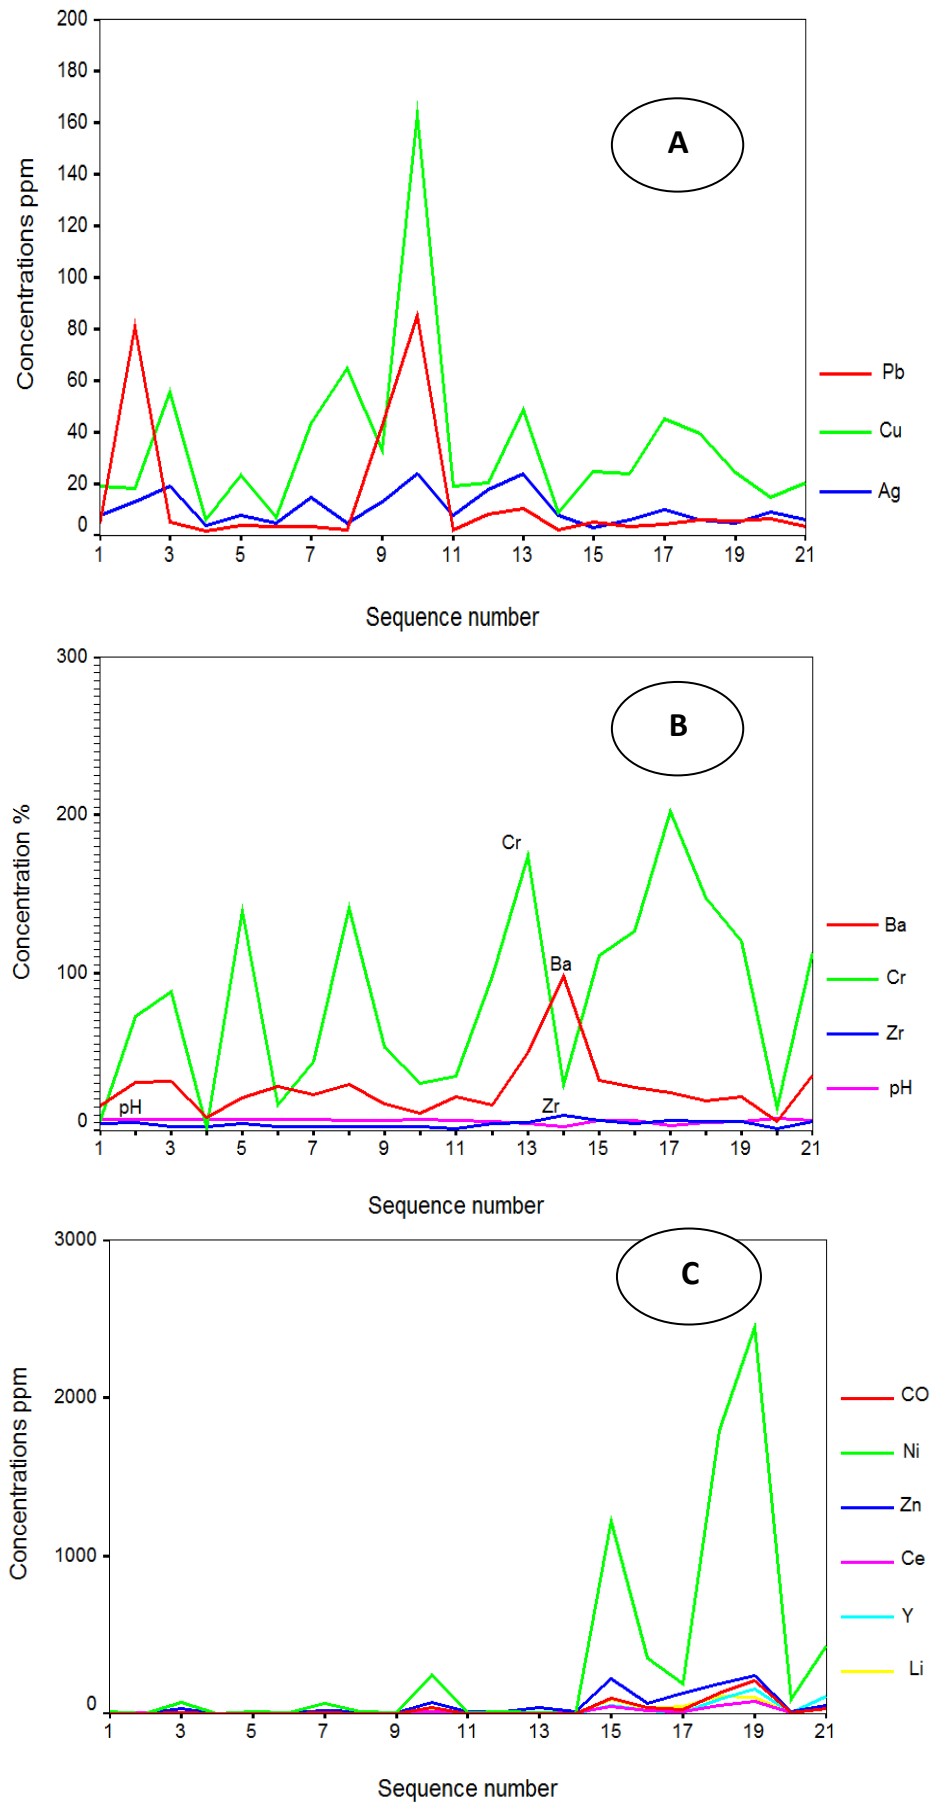 200
180
160
140
120
100
80
60
40
20
0
Concentrations ppm
A
Pb
Cu
Ag
1 3 5 7 9 11 13 15 17 19 21
Sequence number
300
200
100
0
Concentration %
B
Cr
Ba
pH
Zr
Ba
Cr
Zr
pH
1 3 5 7 9 11 13 15 17 19 21
Sequence number
3000
2000
1000
0
Concentrations ppm
C
CO
Ni
Zn
Ce
Y
Li
1 3 5 7 9 11 13 15 17 19 21
Sequence number